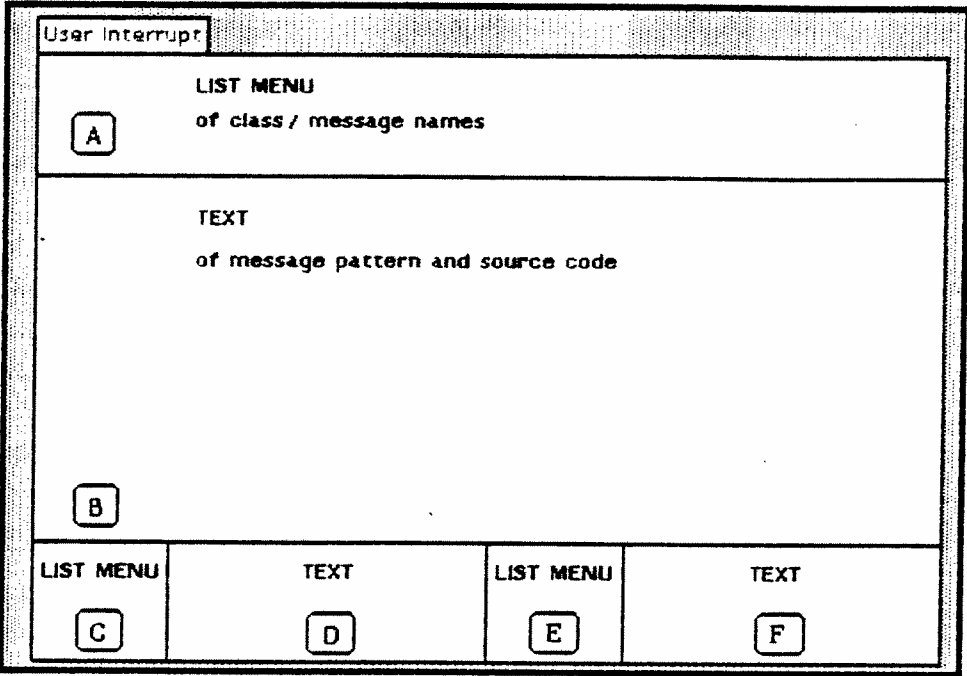 User Interrupt
LIST MENU
of class / message names
A
TEXT
of message pattern and source code
B
LIST MENU
TEXT
LIST MENU
TEXT
C
D
E
F